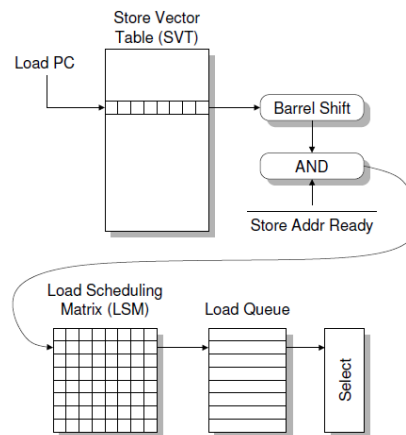 Store Vector
Table (SVT)
Load PC
Barrel Shift
AND
Store Addr Ready
Load Scheduling
Matrix (LSM)
Load Queue
Select